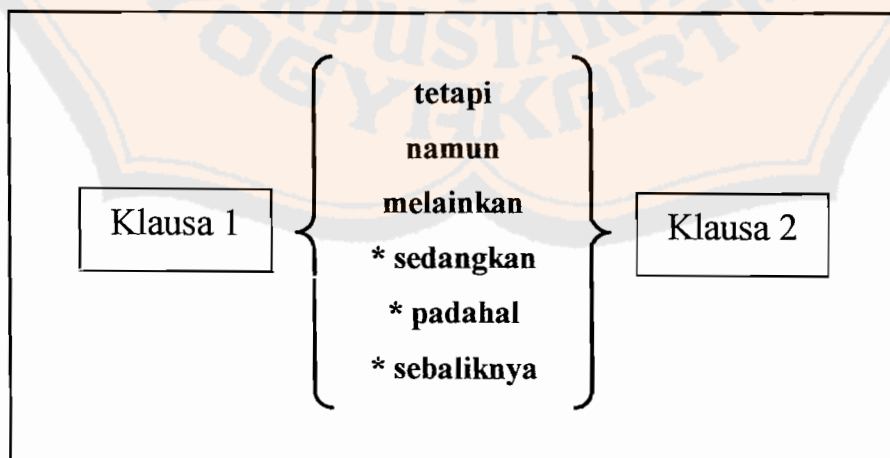 tetapi
namun
melainkan
Klausa 1
Klausa 2
* sedangkan
* padahal
* sebaliknya